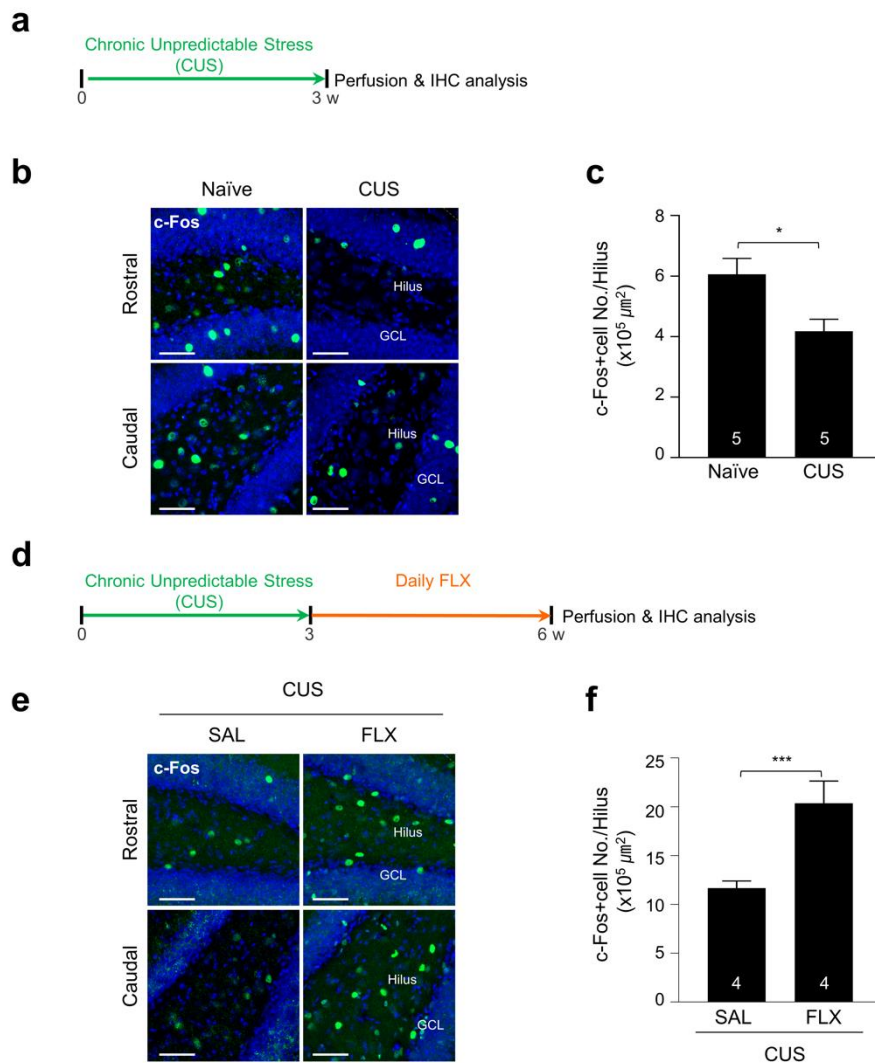 a
Chronic Unpredictable Stress
(CUS)
0
3 w
Perfusion & IHC analysis
b
Naïve
CUS
c-Fos
Rostral
Hilus
GCL
Caudal
Hilus
GCL
c
c-Fos+cell No./Hilus
(x10⁵ ㎛²)
8
6
4
2
0
*
5
5
Naïve
CUS
d
Chronic Unpredictable Stress
(CUS)
Daily FLX
0
3
6 w
Perfusion & IHC analysis
e
CUS
SAL
FLX
c-Fos
Rostral
Hilus
GCL
Caudal
Hilus
GCL
f
c-Fos+cell No./Hilus
(x10⁵ ㎛²)
25
20
15
10
5
0
***
4
4
SAL
FLX
CUS